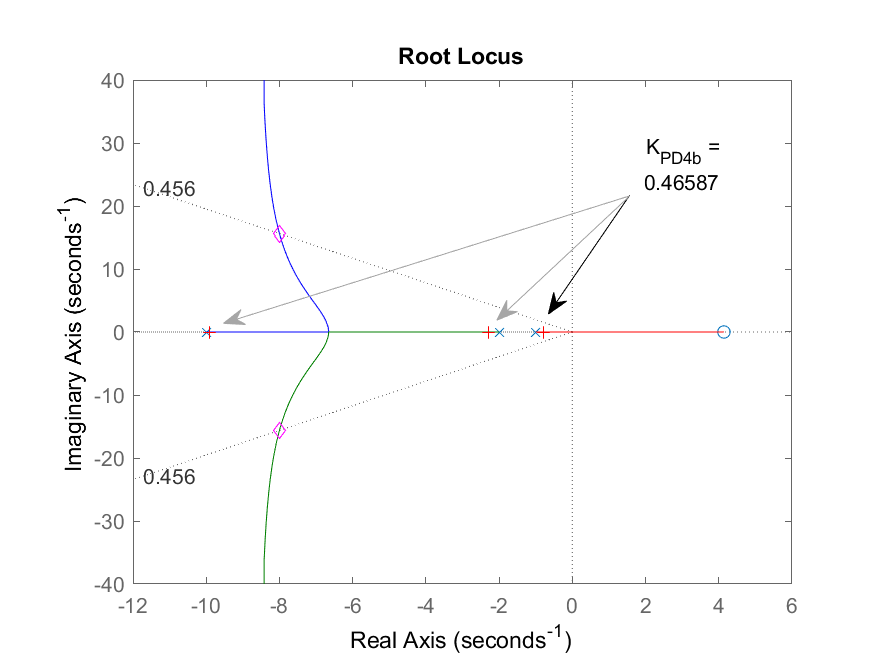 Root Locus
Imaginary Axis (seconds⁻¹)
40
30
20
10
0
-10
-20
-30
-40
0.456
0.456
K_PD4b =
0.46587
-12 -10 -8 -6 -4 -2 0 2 4 6
Real Axis (seconds⁻¹)